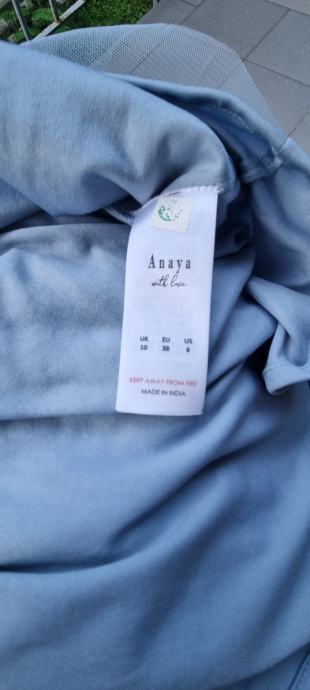 Anaya
with love
UK EU US
10 38 6
KEEP AWAY FROM FIRE
MADE IN INDIA